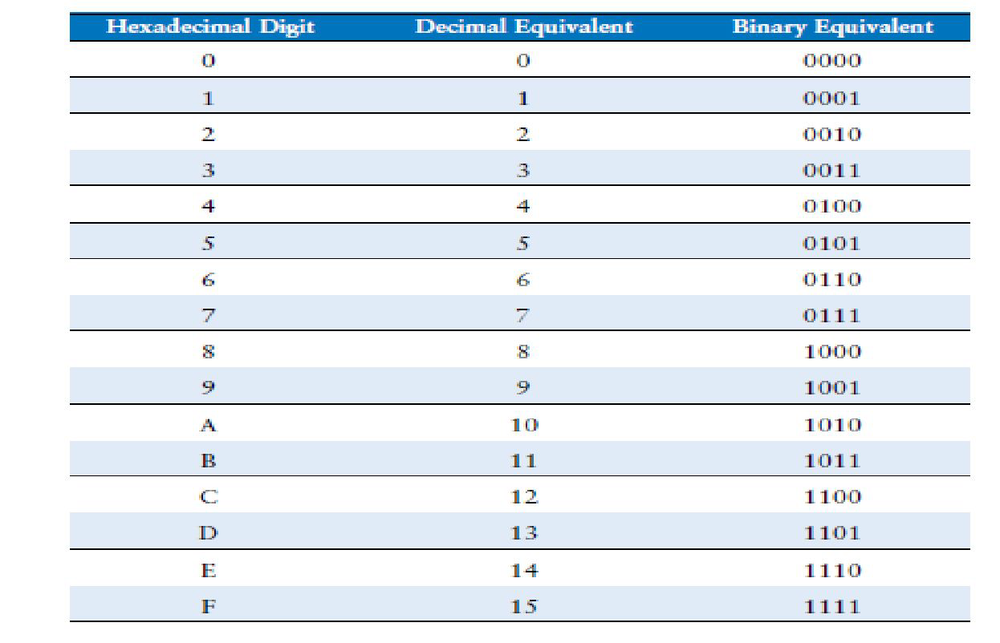 Hexadecimal Digit Decimal Equivalent Binary Equivalent
0 0 0000
1 1 0001
2 2 0010
3 3 0011
4 4 0100
5 5 0101
6 6 0110
7 7 0111
8 8 1000
9 9 1001
A 10 1010
B 11 1011
C 12 1100
D 13 1101
E 14 1110
F 15 1111